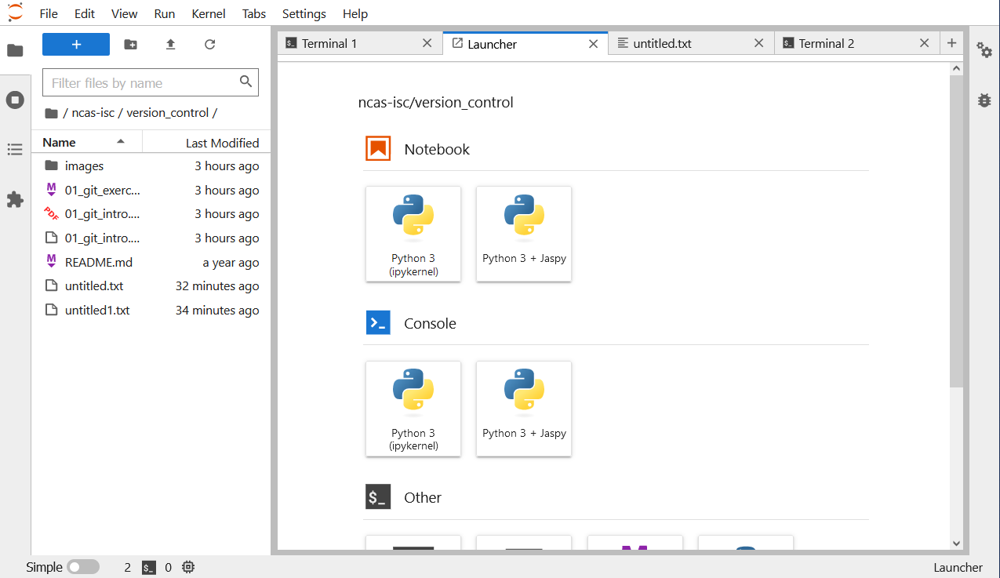 File Edit View Run Kernel Tabs Settings Help
Terminal 1 Launcher untitled.txt Terminal 2
Filter files by name
/ ncas-isc / version_control /
Name Last Modified
images 3 hours ago
01_git_exerc... 3 hours ago
PDF 01_git_intro.... 3 hours ago
01_git_intro.... 3 hours ago
README.md a year ago
untitled.txt 32 minutes ago
untitled1.txt 34 minutes ago
ncas-isc/version_control
Notebook
Python 3 (ipykernel)
Python 3 + Jaspy
Console
Python 3 (ipykernel)
Python 3 + Jaspy
$_ Other
Simple 2 $_ 0 Launcher